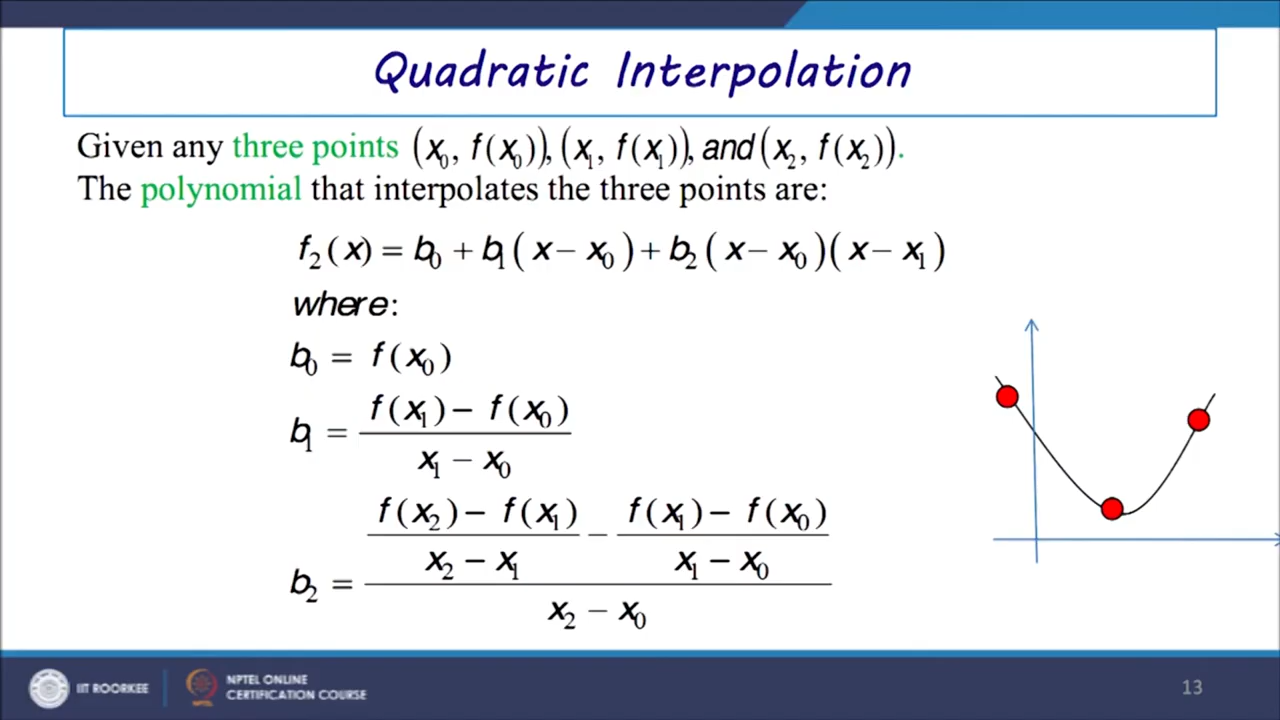 Quadratic Interpolation
Given any three points (x₀, f(x₀)), (x₁, f(x₁)), and (x₂, f(x₂)).
The polynomial that interpolates the three points are:
f₂(x) = b₀ + b₁(x − x₀) + b₂(x − x₀)(x − x₁)
where:
b₀ = f(x₀)
f(x₁) − f(x₀)
b₁ =
x₁ − x₀
f(x₂) − f(x₁) − f(x₁) − f(x₀)
x₂ − x₁ x₁ − x₀
b₂ =
x₂ − x₀
IIT ROORKEE
NPTEL ONLINE
CERTIFICATION COURSE
13